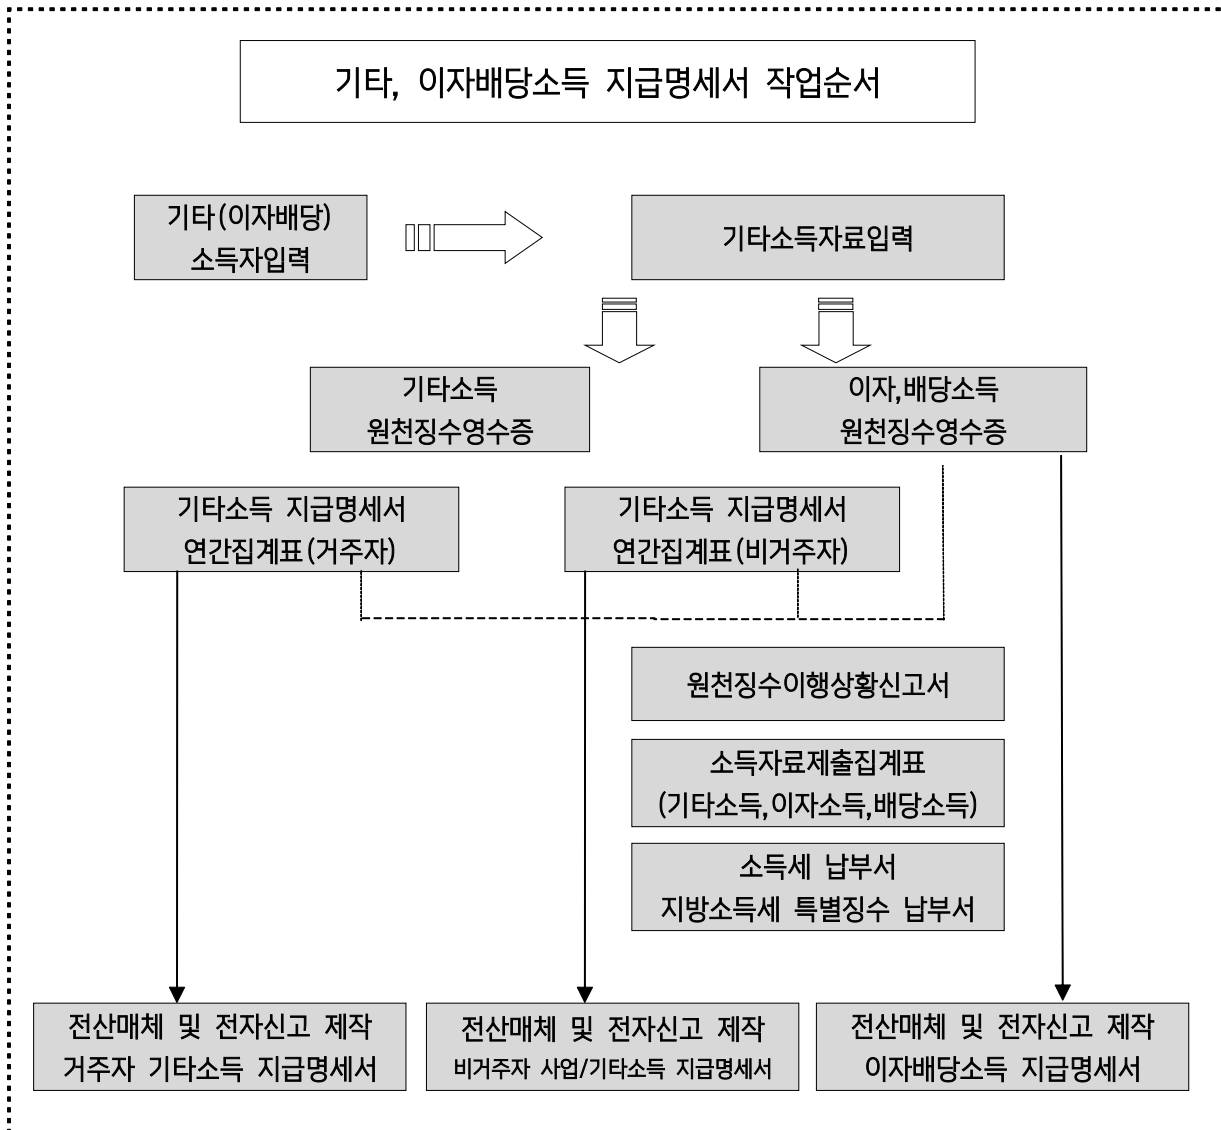 기타, 이자배당소득 지급명세서 작업순서
기타(이자배당)
소득자입력
기타소득자료입력
기타소득
원천징수영수증
이자,배당소득
원천징수영수증
기타소득 지급명세서
연간집계표(거주자)
기타소득 지급명세서
연간집계표(비거주자)
원천징수이행상황신고서
소득자료제출집계표
(기타소득,이자소득,배당소득)
소득세 납부서
지방소득세 특별징수 납부서
전산매체 및 전자신고 제작
거주자 기타소득 지급명세서
전산매체 및 전자신고 제작
비거주자 사업/기타소득 지급명세서
전산매체 및 전자신고 제작
이자배당소득 지급명세서